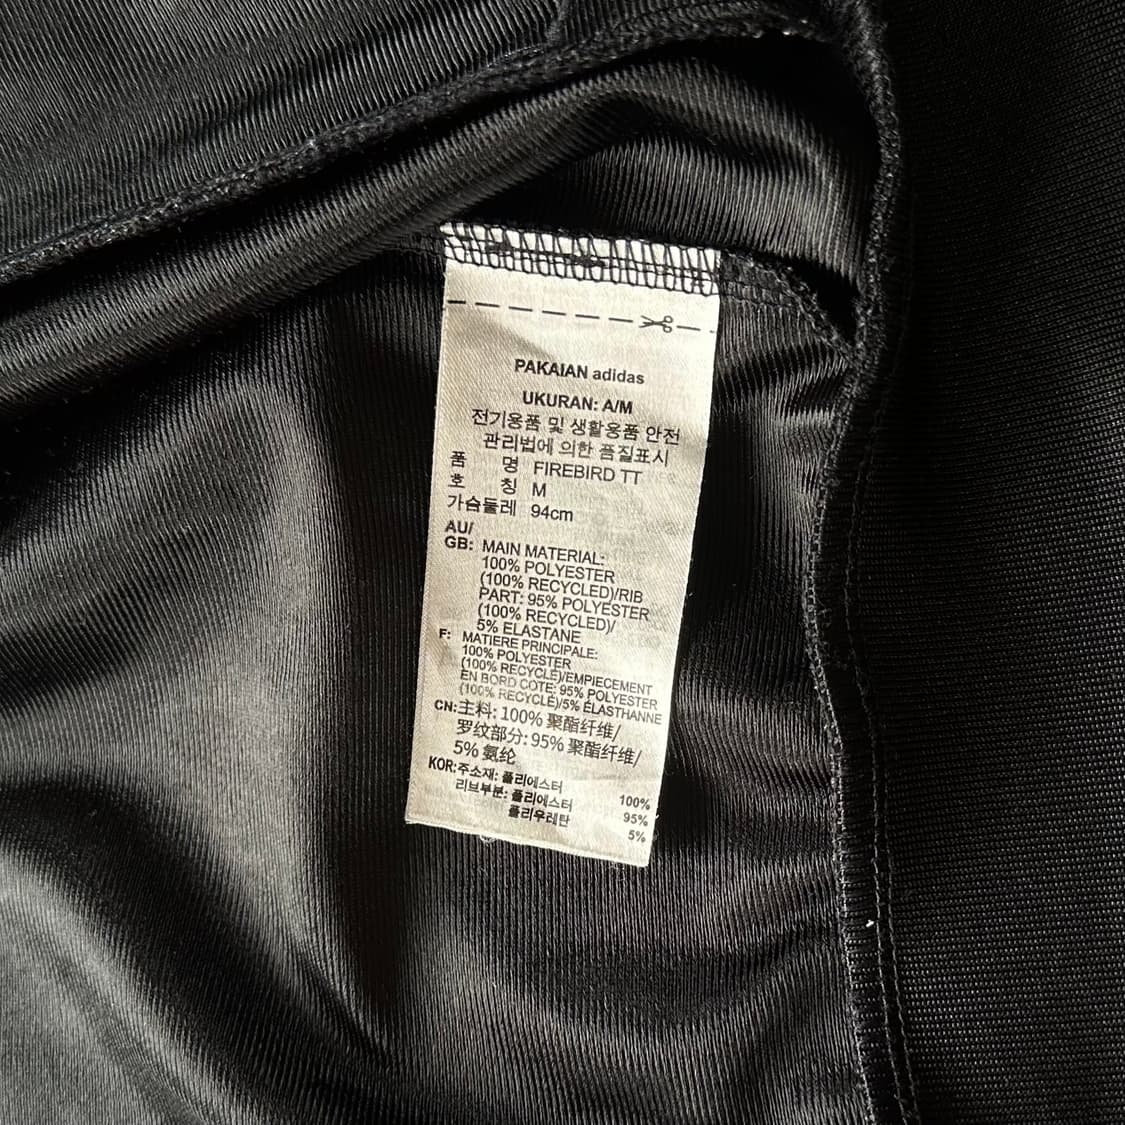 PAKAIAN adidas
UKURAN: A/M
전기용품 및 생활용품 안전
관리법에 의한 품질표시
품 명 FIREBIRD TT
호 칭 M
가슴둘레 94cm
AU/
GB: MAIN MATERIAL:
100% POLYESTER
(100% RECYCLED)/RIB
PART: 95% POLYESTER
(100% RECYCLED)/
5% ELASTANE
F: MATIERE PRINCIPALE:
100% POLYESTER
(100% RECYCLÉ)/EMPIECEMENT
EN BORD COTE: 95% POLYESTER
(100% RECYCLÉ)/5% ÉLASTHANNE
CN:主料: 100% 聚酯纤维/
罗纹部分: 95% 聚酯纤维/
5% 氨纶
KOR:주소재: 폴리에스터 100%
리브부분: 폴리에스터 95%
폴리우레탄 5%